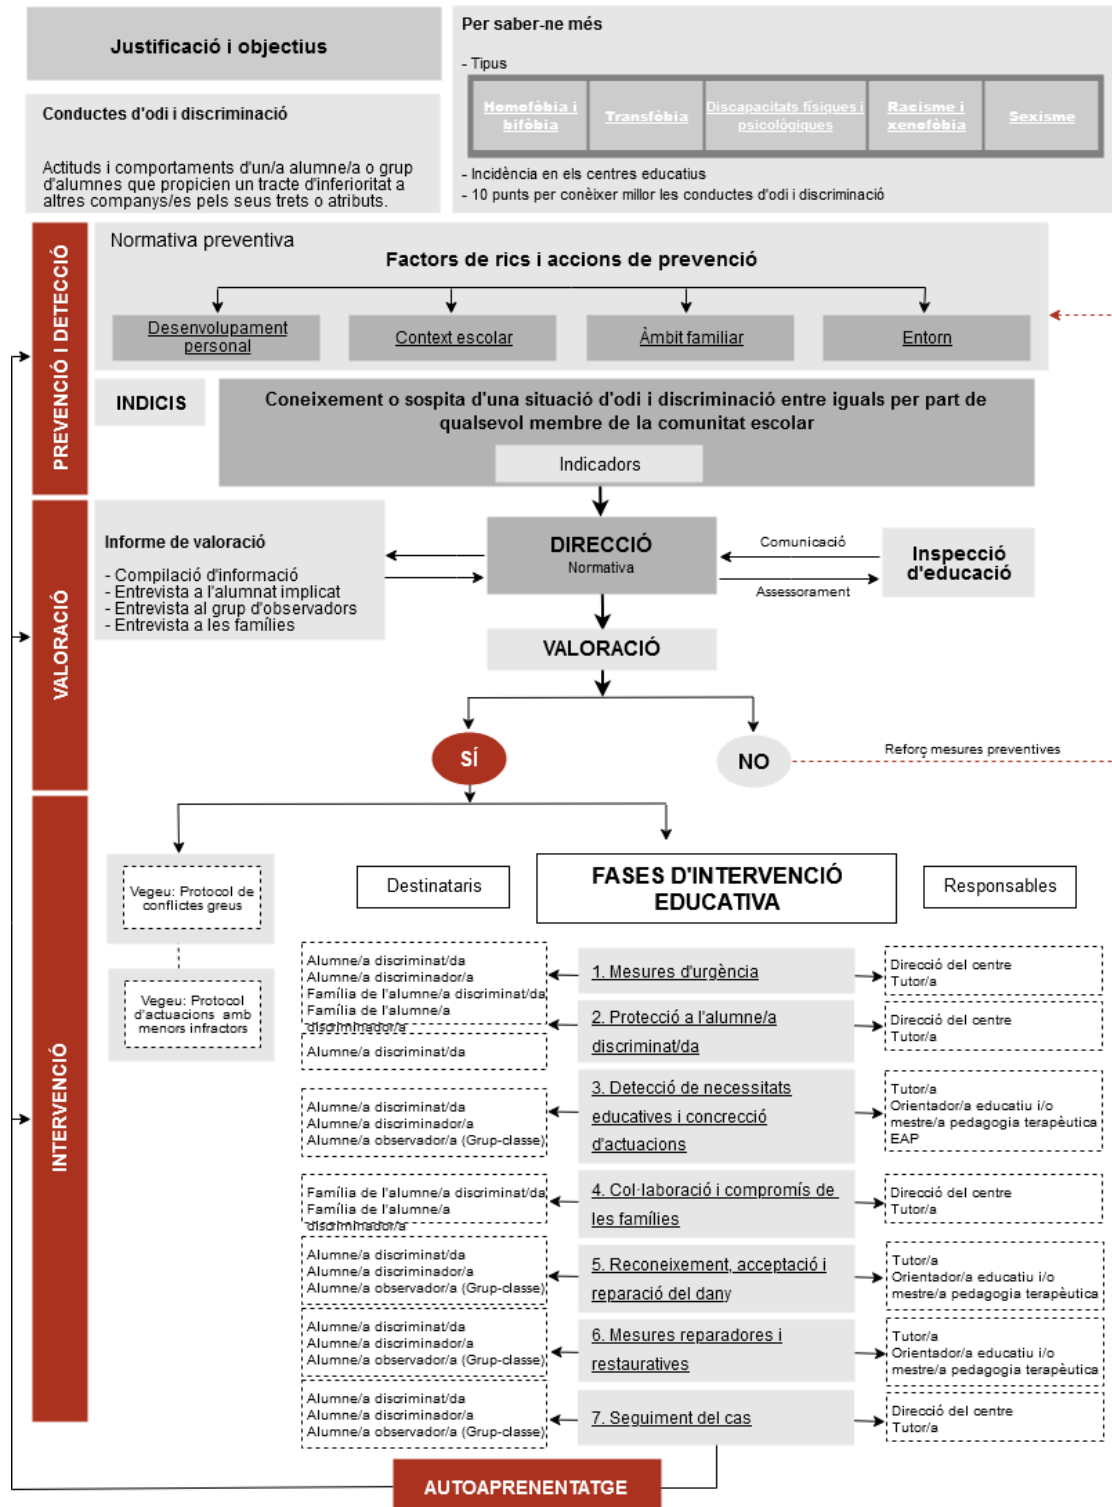 Justificació i objectius
Per saber-ne més
- Tipus
Homofòbia i
bifòbia
Transfòbia
Discapacitats físiques i
psicològiques
Racisme i
xenofòbia
Sexisme
- Incidència en els centres educatius
- 10 punts per conèixer millor les conductes d'odi i discriminació
Conductes d'odi i discriminació
Actituds i comportaments d'un/a alumne/a o grup
d'alumnes que propicien un tracte d'inferioritat a
altres companys/es pels seus trets o atributs.
PREVENCIÓ I DETECCIÓ
Normativa preventiva
Factors de rics i accions de prevenció
Desenvolupament
personal
Context escolar
Àmbit familiar
Entorn
INDICIS
Coneixement o sospita d'una situació d'odi i discriminació entre iguals per part de
qualsevol membre de la comunitat escolar
Indicadors
VALORACIÓ
Informe de valoració
- Compilació d'informació
- Entrevista a l'alumnat implicat
- Entrevista al grup d'observadors
- Entrevista a les famílies
DIRECCIÓ
Normativa
Comunicació
Assessorament
Inspecció
d'educació
VALORACIÓ
SÍ
NO
Reforç mesures preventives
INTERVENCIÓ
Vegeu: Protocol de
conflictes greus
Vegeu: Protocol
d'actuacions amb
menors infractors
Destinataris
FASES D'INTERVENCIÓ
EDUCATIVA
Responsables
Alumne/a discriminat/da
Alumne/a discriminador/a
Família de l'alumne/a discriminat/da
Família de l'alumne/a
discriminador/a
1. Mesures d'urgència
Direcció del centre
Tutor/a
Alumne/a discriminat/da
2. Protecció a l'alumne/a
discriminat/da
Direcció del centre
Tutor/a
Alumne/a discriminat/da
Alumne/a discriminador/a
Alumne/a observador/a (Grup-classe)
3. Detecció de necessitats
educatives i concrecció
d'actuacions
Tutor/a
Orientador/a educatiu i/o
mestre/a pedagogia terapèutica
EAP
Família de l'alumne/a discriminat/da
Família de l'alumne/a
discriminador/a
4. Col·laboració i compromís de
les famílies
Direcció del centre
Tutor/a
Alumne/a discriminat/da
Alumne/a discriminador/a
Alumne/a observador/a (Grup-classe)
5. Reconeixement, acceptació i
reparació del dany
Tutor/a
Orientador/a educatiu i/o
mestre/a pedagogia terapèutica
Alumne/a discriminat/da
Alumne/a discriminador/a
Alumne/a observador/a (Grup-classe)
6. Mesures reparadores i
restauratives
Tutor/a
Orientador/a educatiu i/o
mestre/a pedagogia terapèutica
Alumne/a discriminat/da
Alumne/a discriminador/a
Alumne/a observador/a (Grup-classe)
7. Seguiment del cas
Direcció del centre
Tutor/a
AUTOAPRENENTATGE